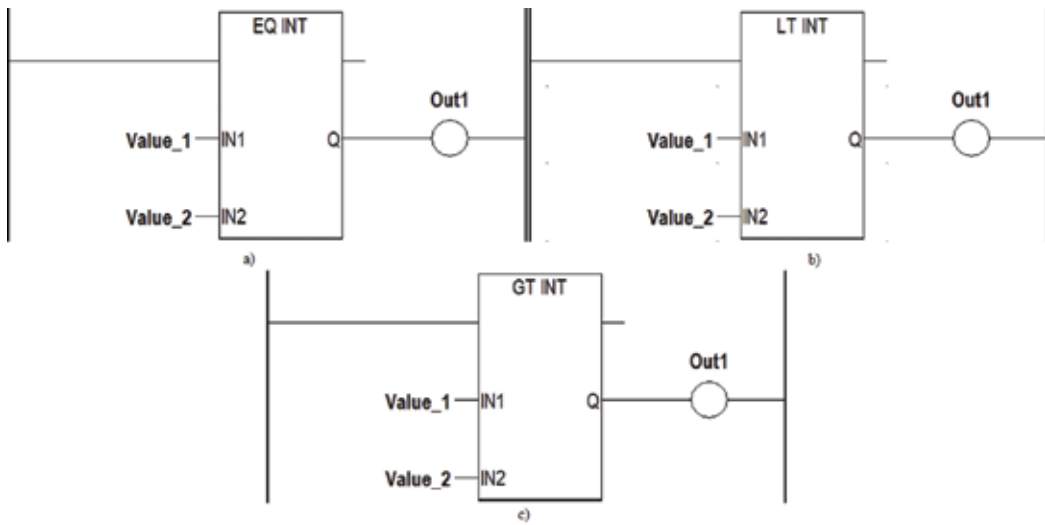 EQ INT
Out1
Value_1 IN1 Q
Value_2 IN2
a)
LT INT
Out1
Value_1 IN1 Q
Value_2 IN2
b)
GT INT
Out1
Value_1 IN1 Q
Value_2 IN2
c)